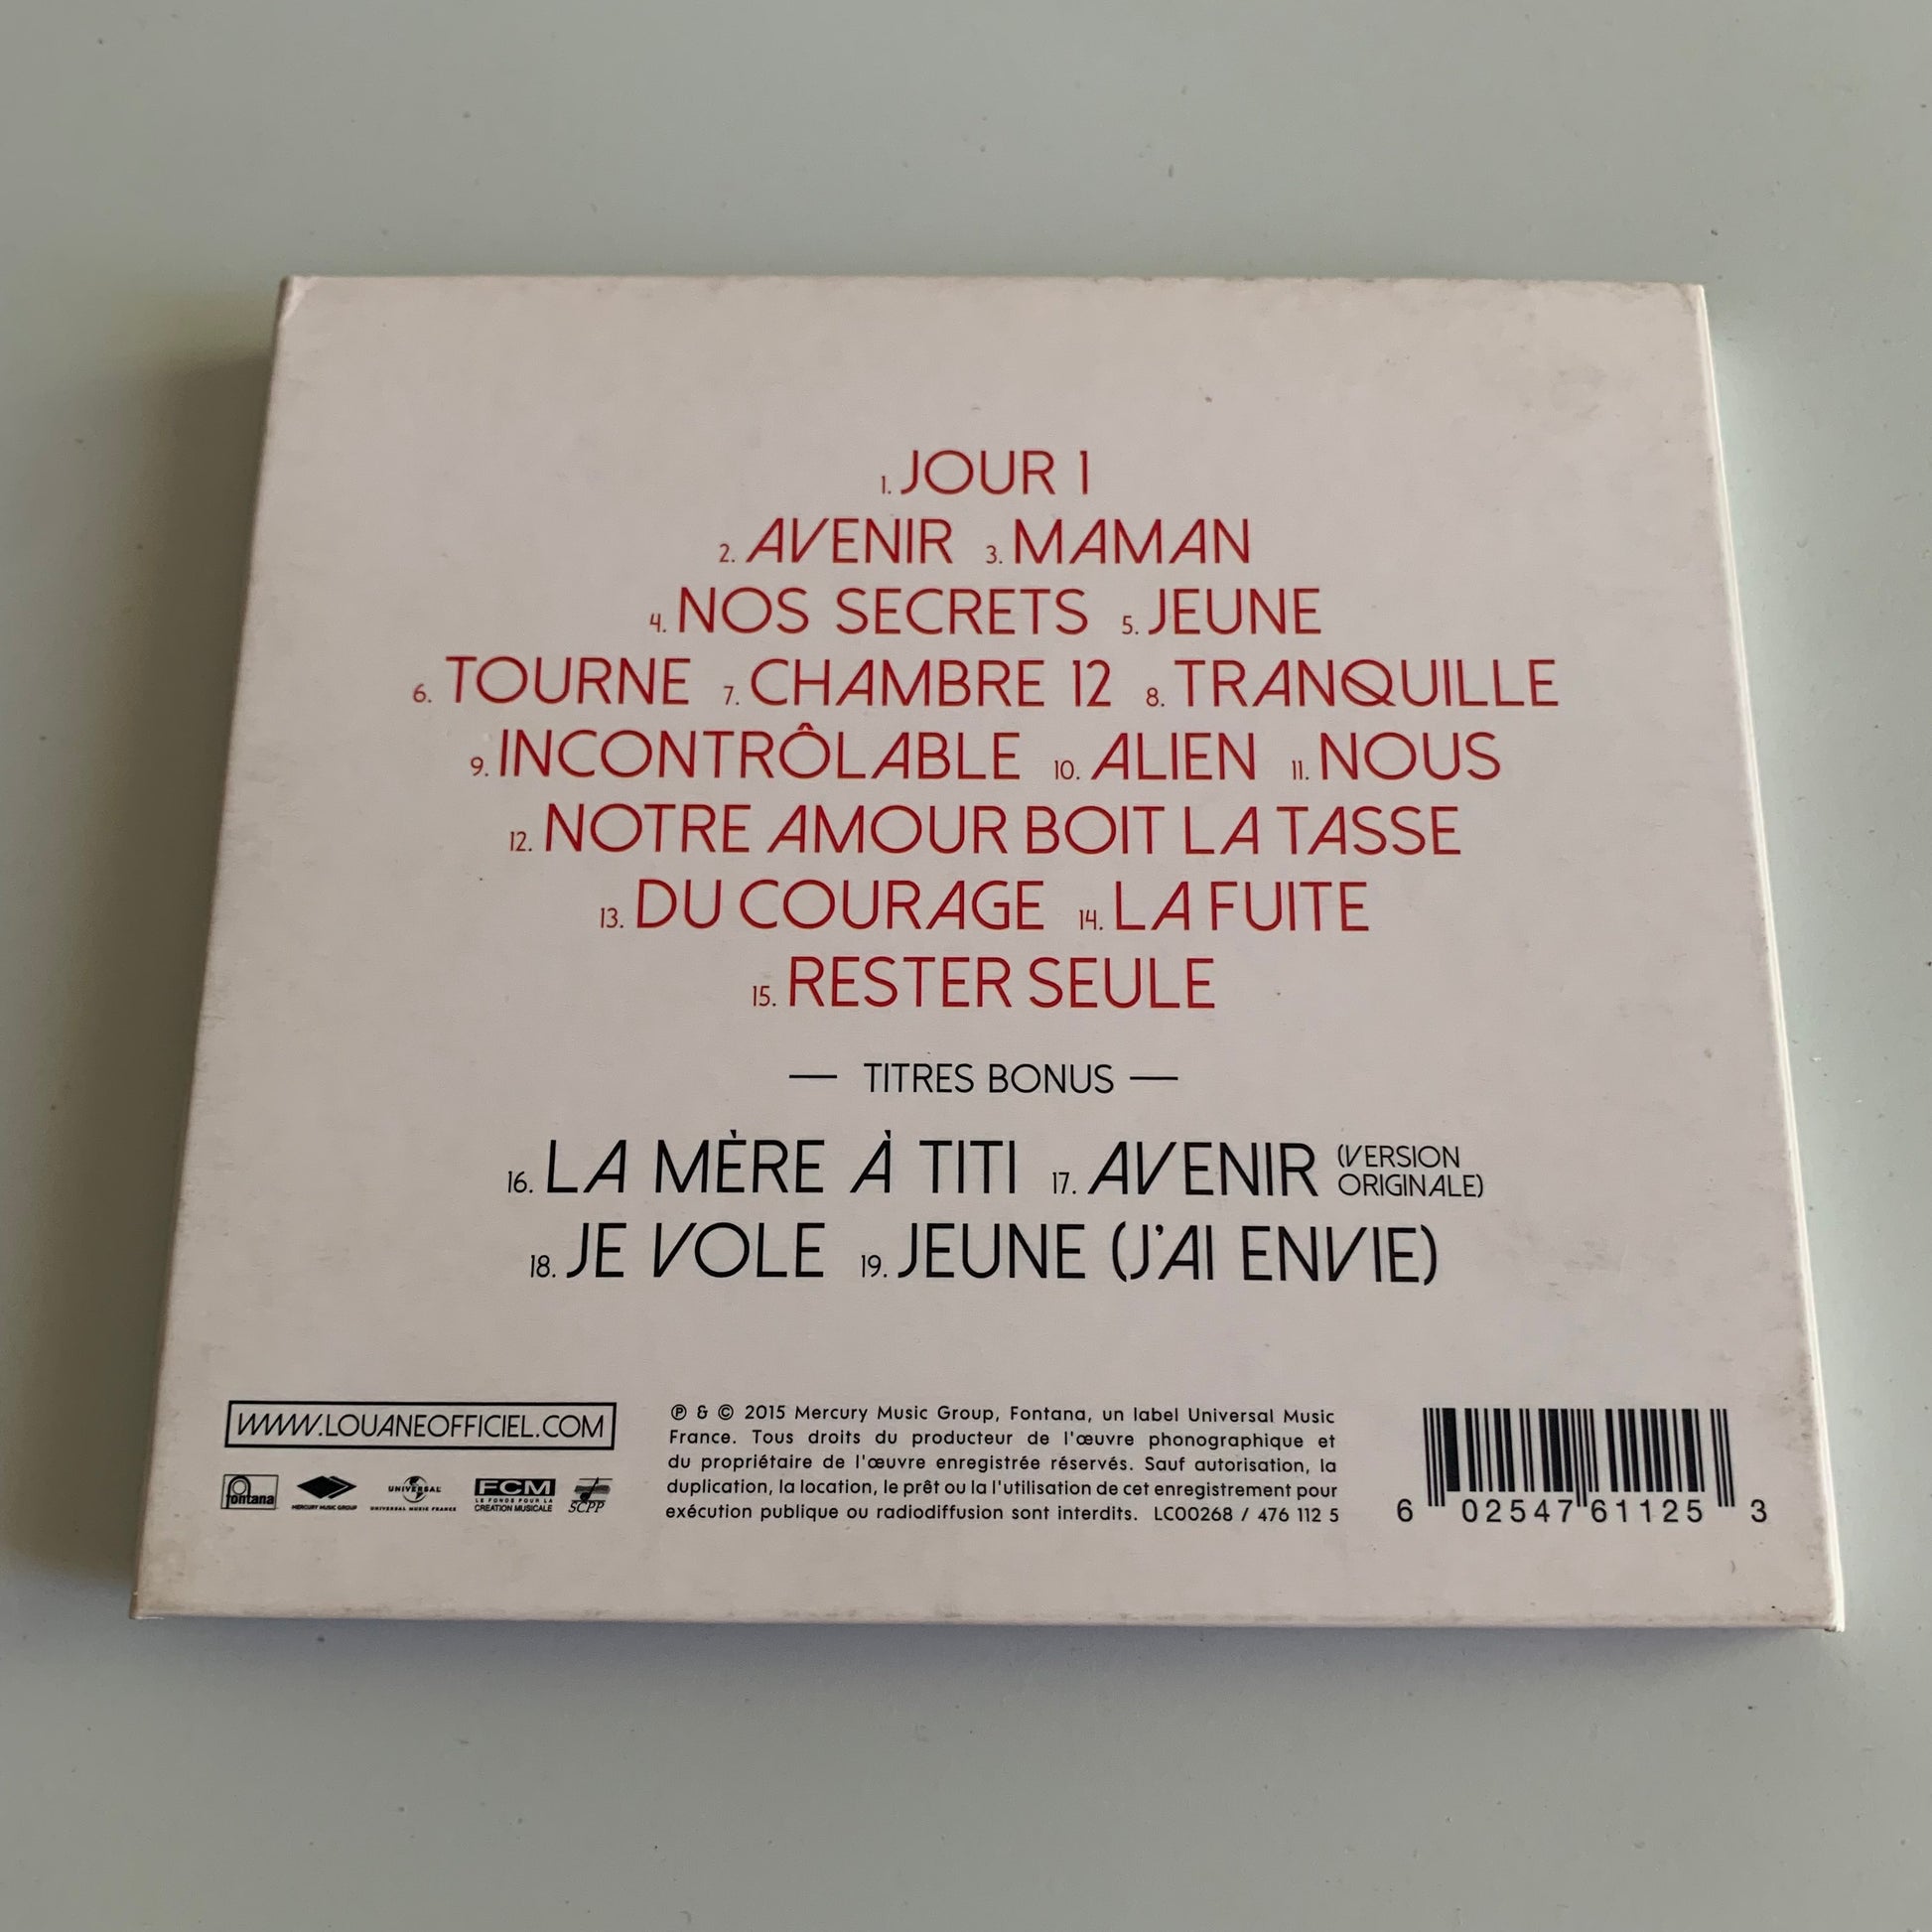 1. JOUR 1
2. AVENIR 3. MAMAN
4. NOS SECRETS 5. JEUNE
6. TOURNE 7. CHAMBRE 12 8. TRANQUILLE
9. INCONTRÔLABLE 10. ALIEN 11. NOUS
12. NOTRE AMOUR BOIT LA TASSE
13. DU COURAGE 14. LA FUITE
15. RESTER SEULE
— TITRES BONUS —
16. LA MÈRE À TITI 17. AVENIR (VERSION
ORIGINALE)
18. JE VOLE 19. JEUNE (J'AI ENVIE)
WWW.LOUANEOFFICIEL.COM
fontana
MERCURY MUSIC GROUP
UNIVERSAL
UNIVERSAL MUSIC FRANCE
FCM
LE FONDS POUR LA
CRÉATION MUSICALE
SCPP
℗ & © 2015 Mercury Music Group, Fontana, un label Universal Music
France. Tous droits du producteur de l'œuvre phonographique et
du propriétaire de l'œuvre enregistrée réservés. Sauf autorisation, la
duplication, la location, le prêt ou la l'utilisation de cet enregistrement pour
exécution publique ou radiodiffusion sont interdits. LC00268 / 476 112 5
6 02547 61125 3